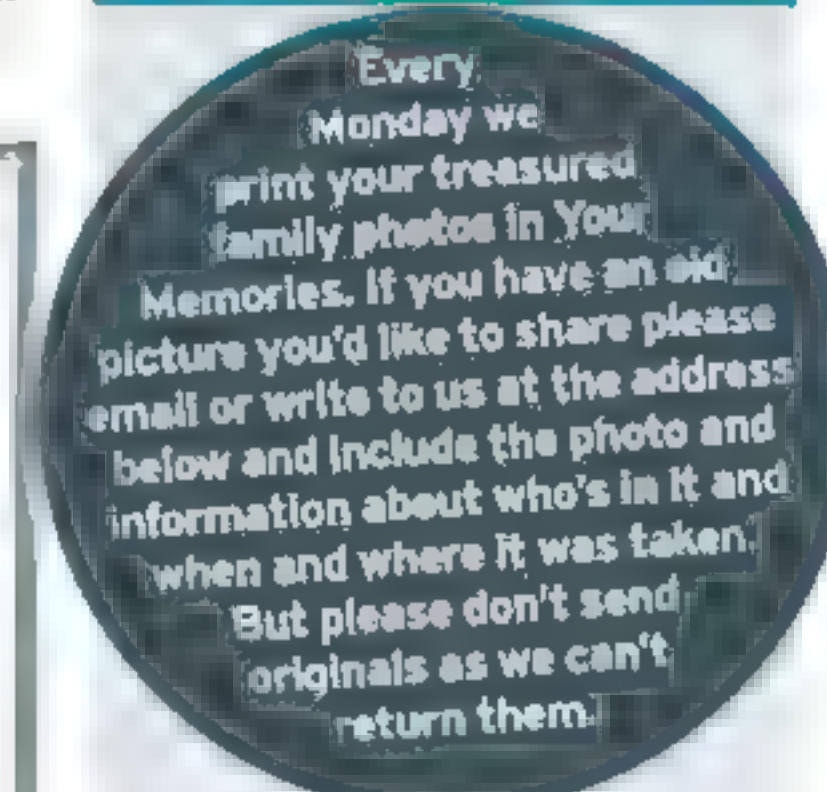 Every
Monday we
print your treasured
family photos in Your
Memories. If you have an old
picture you'd like to share please
email or write to us at the address
below and include the photo and
information about who's in it and
when and where it was taken.
But please don't send
originals as we can't
return them.